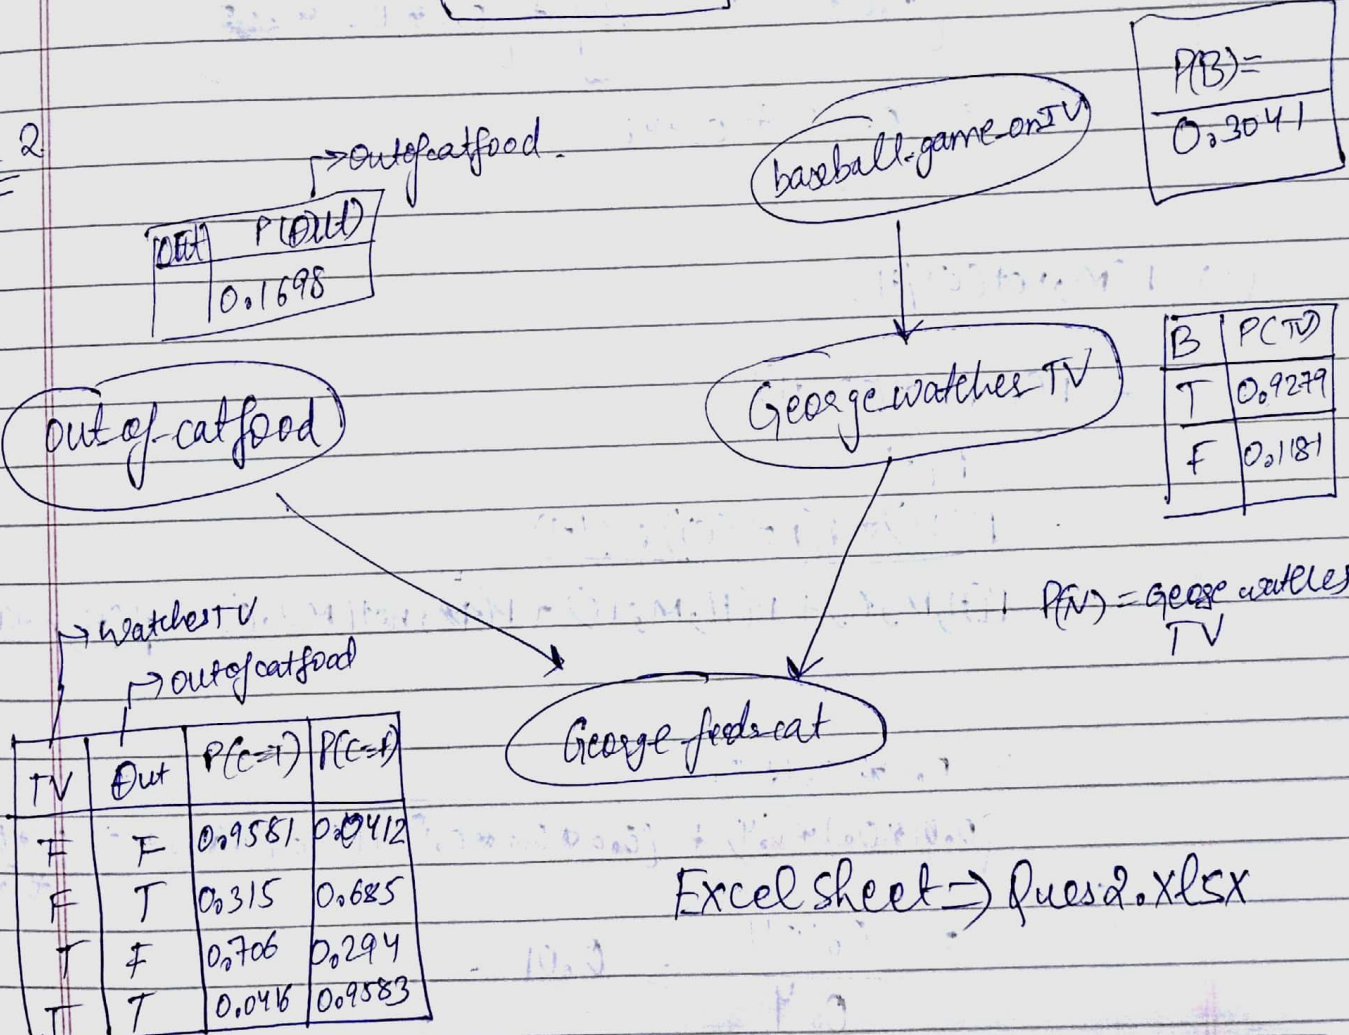 2
outofcatfood.
Out P(Out)
0.1698
baseball-game-onTV
P(B)=
0.3041
out of-catfood
George watches TV
B P(TV)
T 0.9279
F 0.1181
P(N) = George watches
TV
watchesTV
outofcatfood
TV Out P(C=T) P(C=F)
F F 0.9581 0.0412
F T 0.315 0.685
T F 0.706 0.294
T T 0.0416 0.9583
George-feeds-cat
Excel sheet => Ques2.xlsx